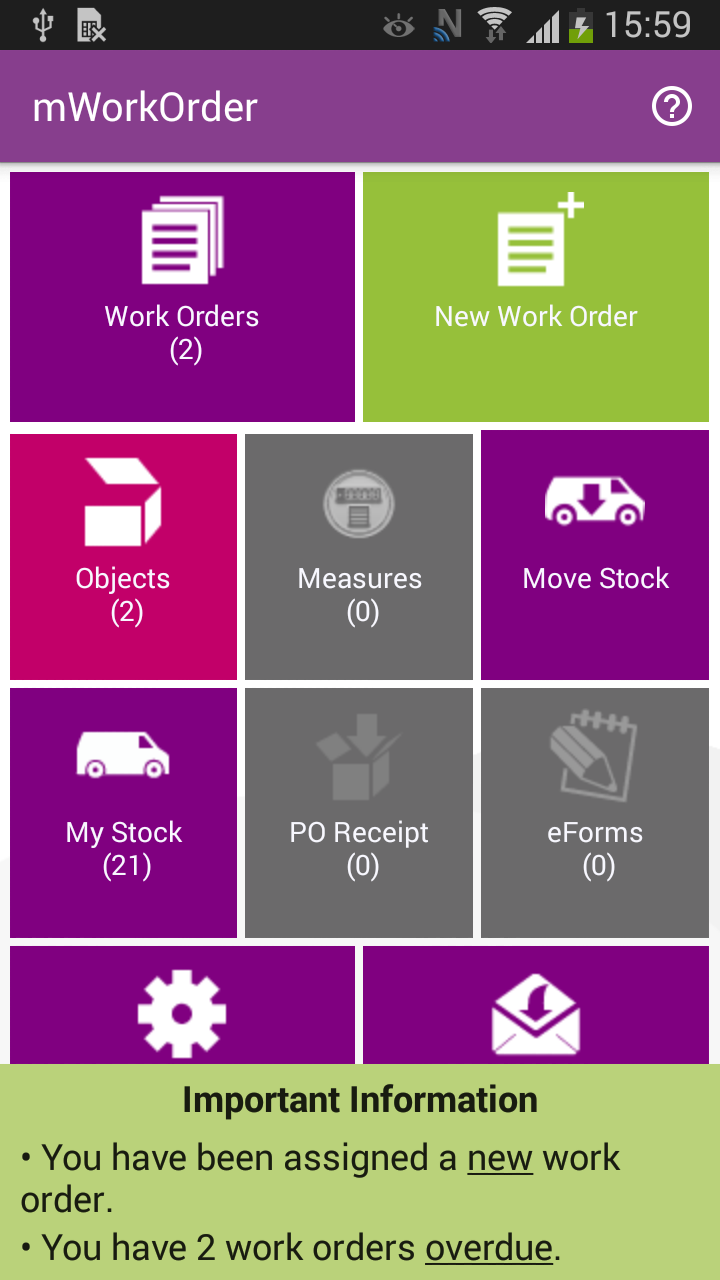 15:59
mWorkOrder
Work Orders
(2)
New Work Order
Objects
(2)
Measures
(0)
Move Stock
My Stock
(21)
PO Receipt
(0)
eForms
(0)
Important Information
• You have been assigned a new work
order.
• You have 2 work orders overdue.